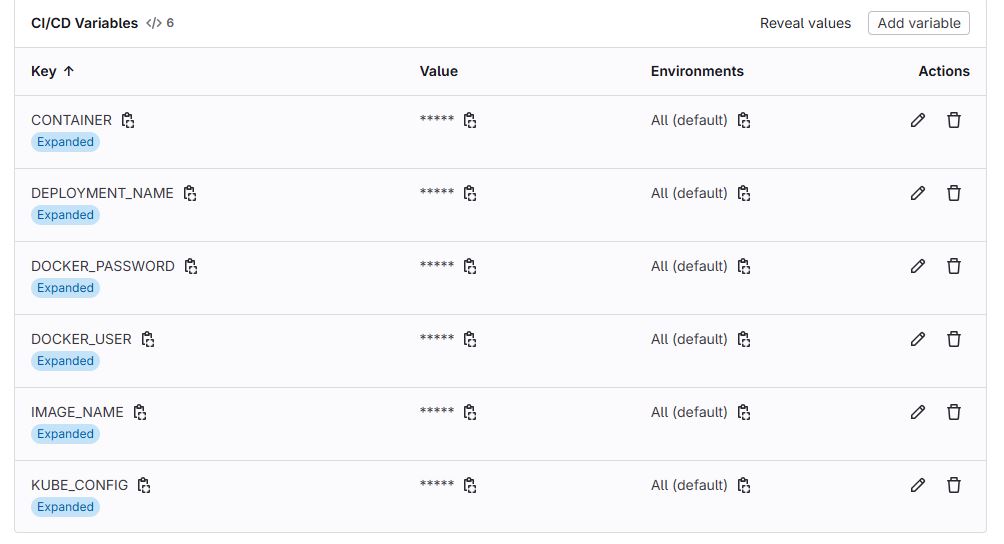 CI/CD Variables </> 6 Reveal values Add variable
Key ↑ Value Environments Actions
CONTAINER ***** All (default)
Expanded
DEPLOYMENT_NAME ***** All (default)
Expanded
DOCKER_PASSWORD ***** All (default)
Expanded
DOCKER_USER ***** All (default)
Expanded
IMAGE_NAME ***** All (default)
Expanded
KUBE_CONFIG ***** All (default)
Expanded